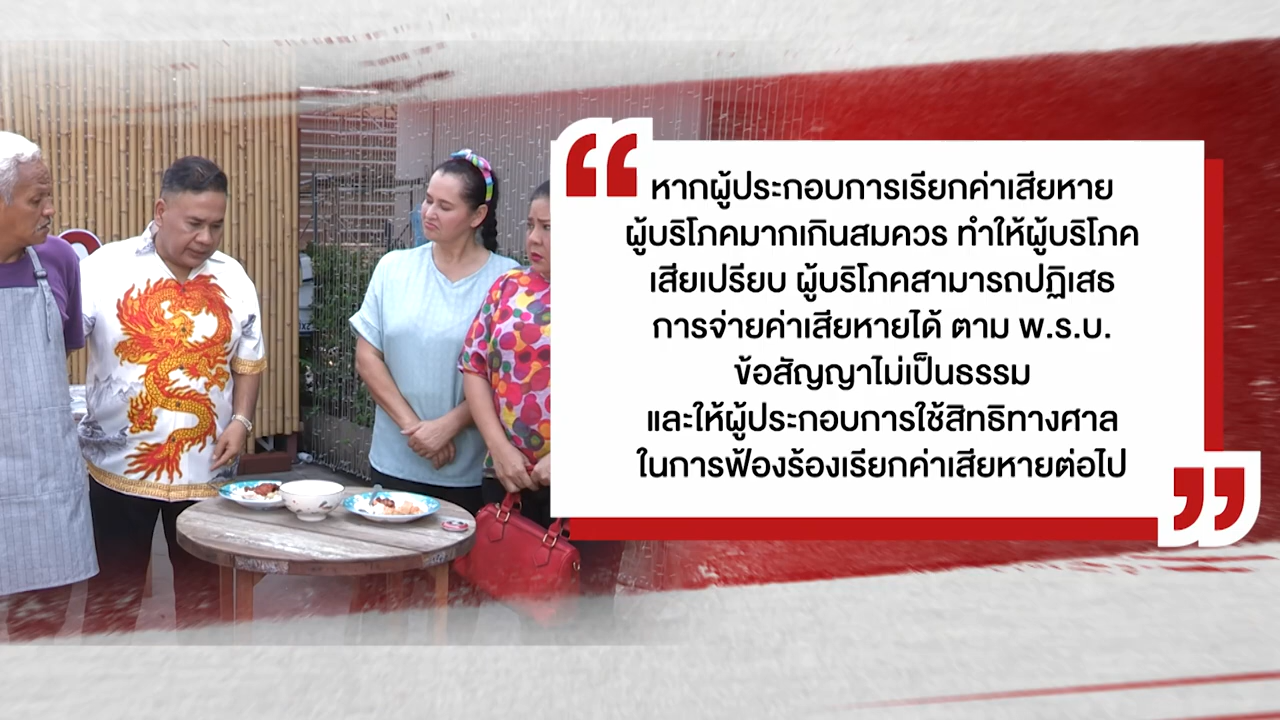 หากผู้ประกอบการเรียกค่าเสียหาย
ผู้บริโภคมากเกินสมควร ทำให้ผู้บริโภค
เสียเปรียบ ผู้บริโภคสามารถปฏิเสธ
การจ่ายค่าเสียหายได้ ตาม พ.ร.บ.
ข้อสัญญาไม่เป็นธรรม
และให้ผู้ประกอบการใช้สิทธิทางศาล
ในการฟ้องร้องเรียกค่าเสียหายต่อไป